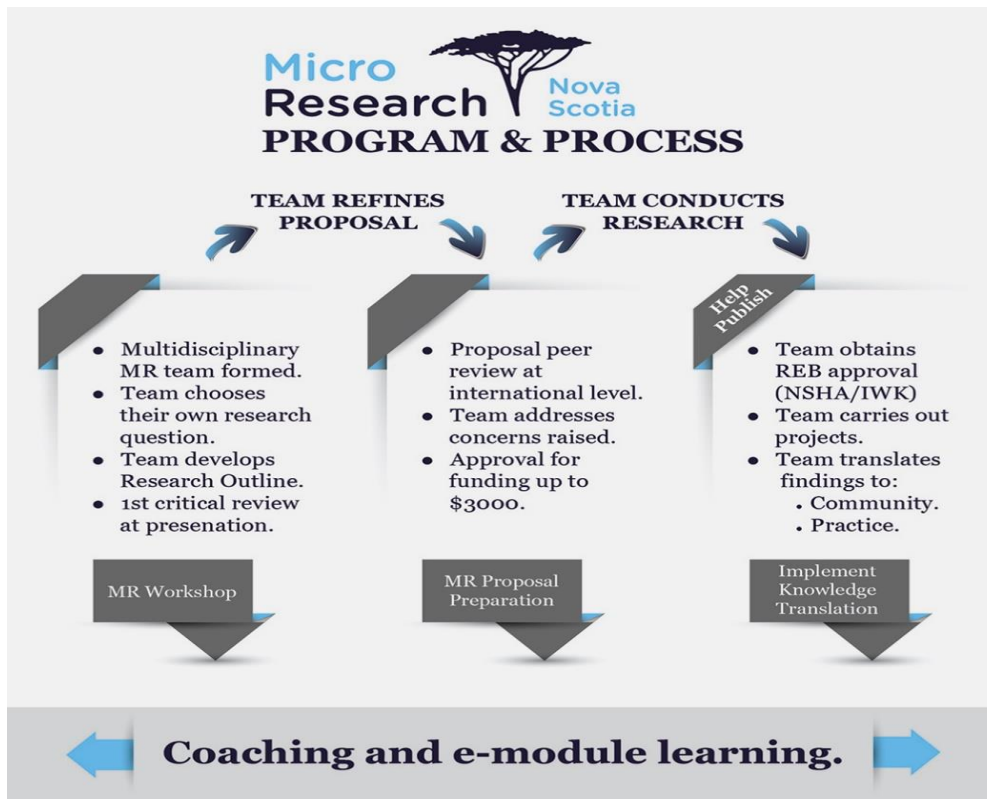 Micro
Research
Nova
Scotia
PROGRAM & PROCESS
TEAM REFINES
PROPOSAL
TEAM CONDUCTS
RESEARCH
• Multidisciplinary
MR team formed.
• Team chooses
their own research
question.
• Team develops
Research Outline.
• 1st critical review
at presenation.
MR Workshop
• Proposal peer
review at
international level.
• Team addresses
concerns raised.
• Approval for
funding up to
$3000.
MR Proposal
Preparation
Help
Publish
• Team obtains
REB approval
(NSHA/IWK)
• Team carries out
projects.
• Team translates
findings to:
• Community.
• Practice.
Implement
Knowledge
Translation
Coaching and e-module learning.